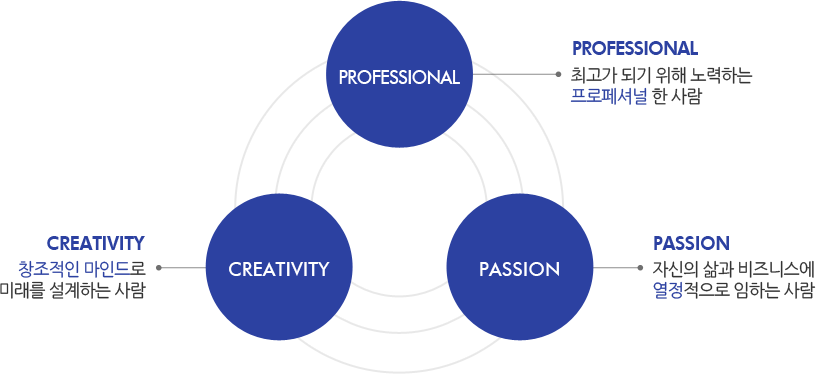 PROFESSIONAL
PROFESSIONAL
최고가 되기 위해 노력하는
프로페셔널 한 사람
CREATIVITY
창조적인 마인드로
미래를 설계하는 사람
CREATIVITY
PASSION
PASSION
자신의 삶과 비즈니스에
열정적으로 임하는 사람